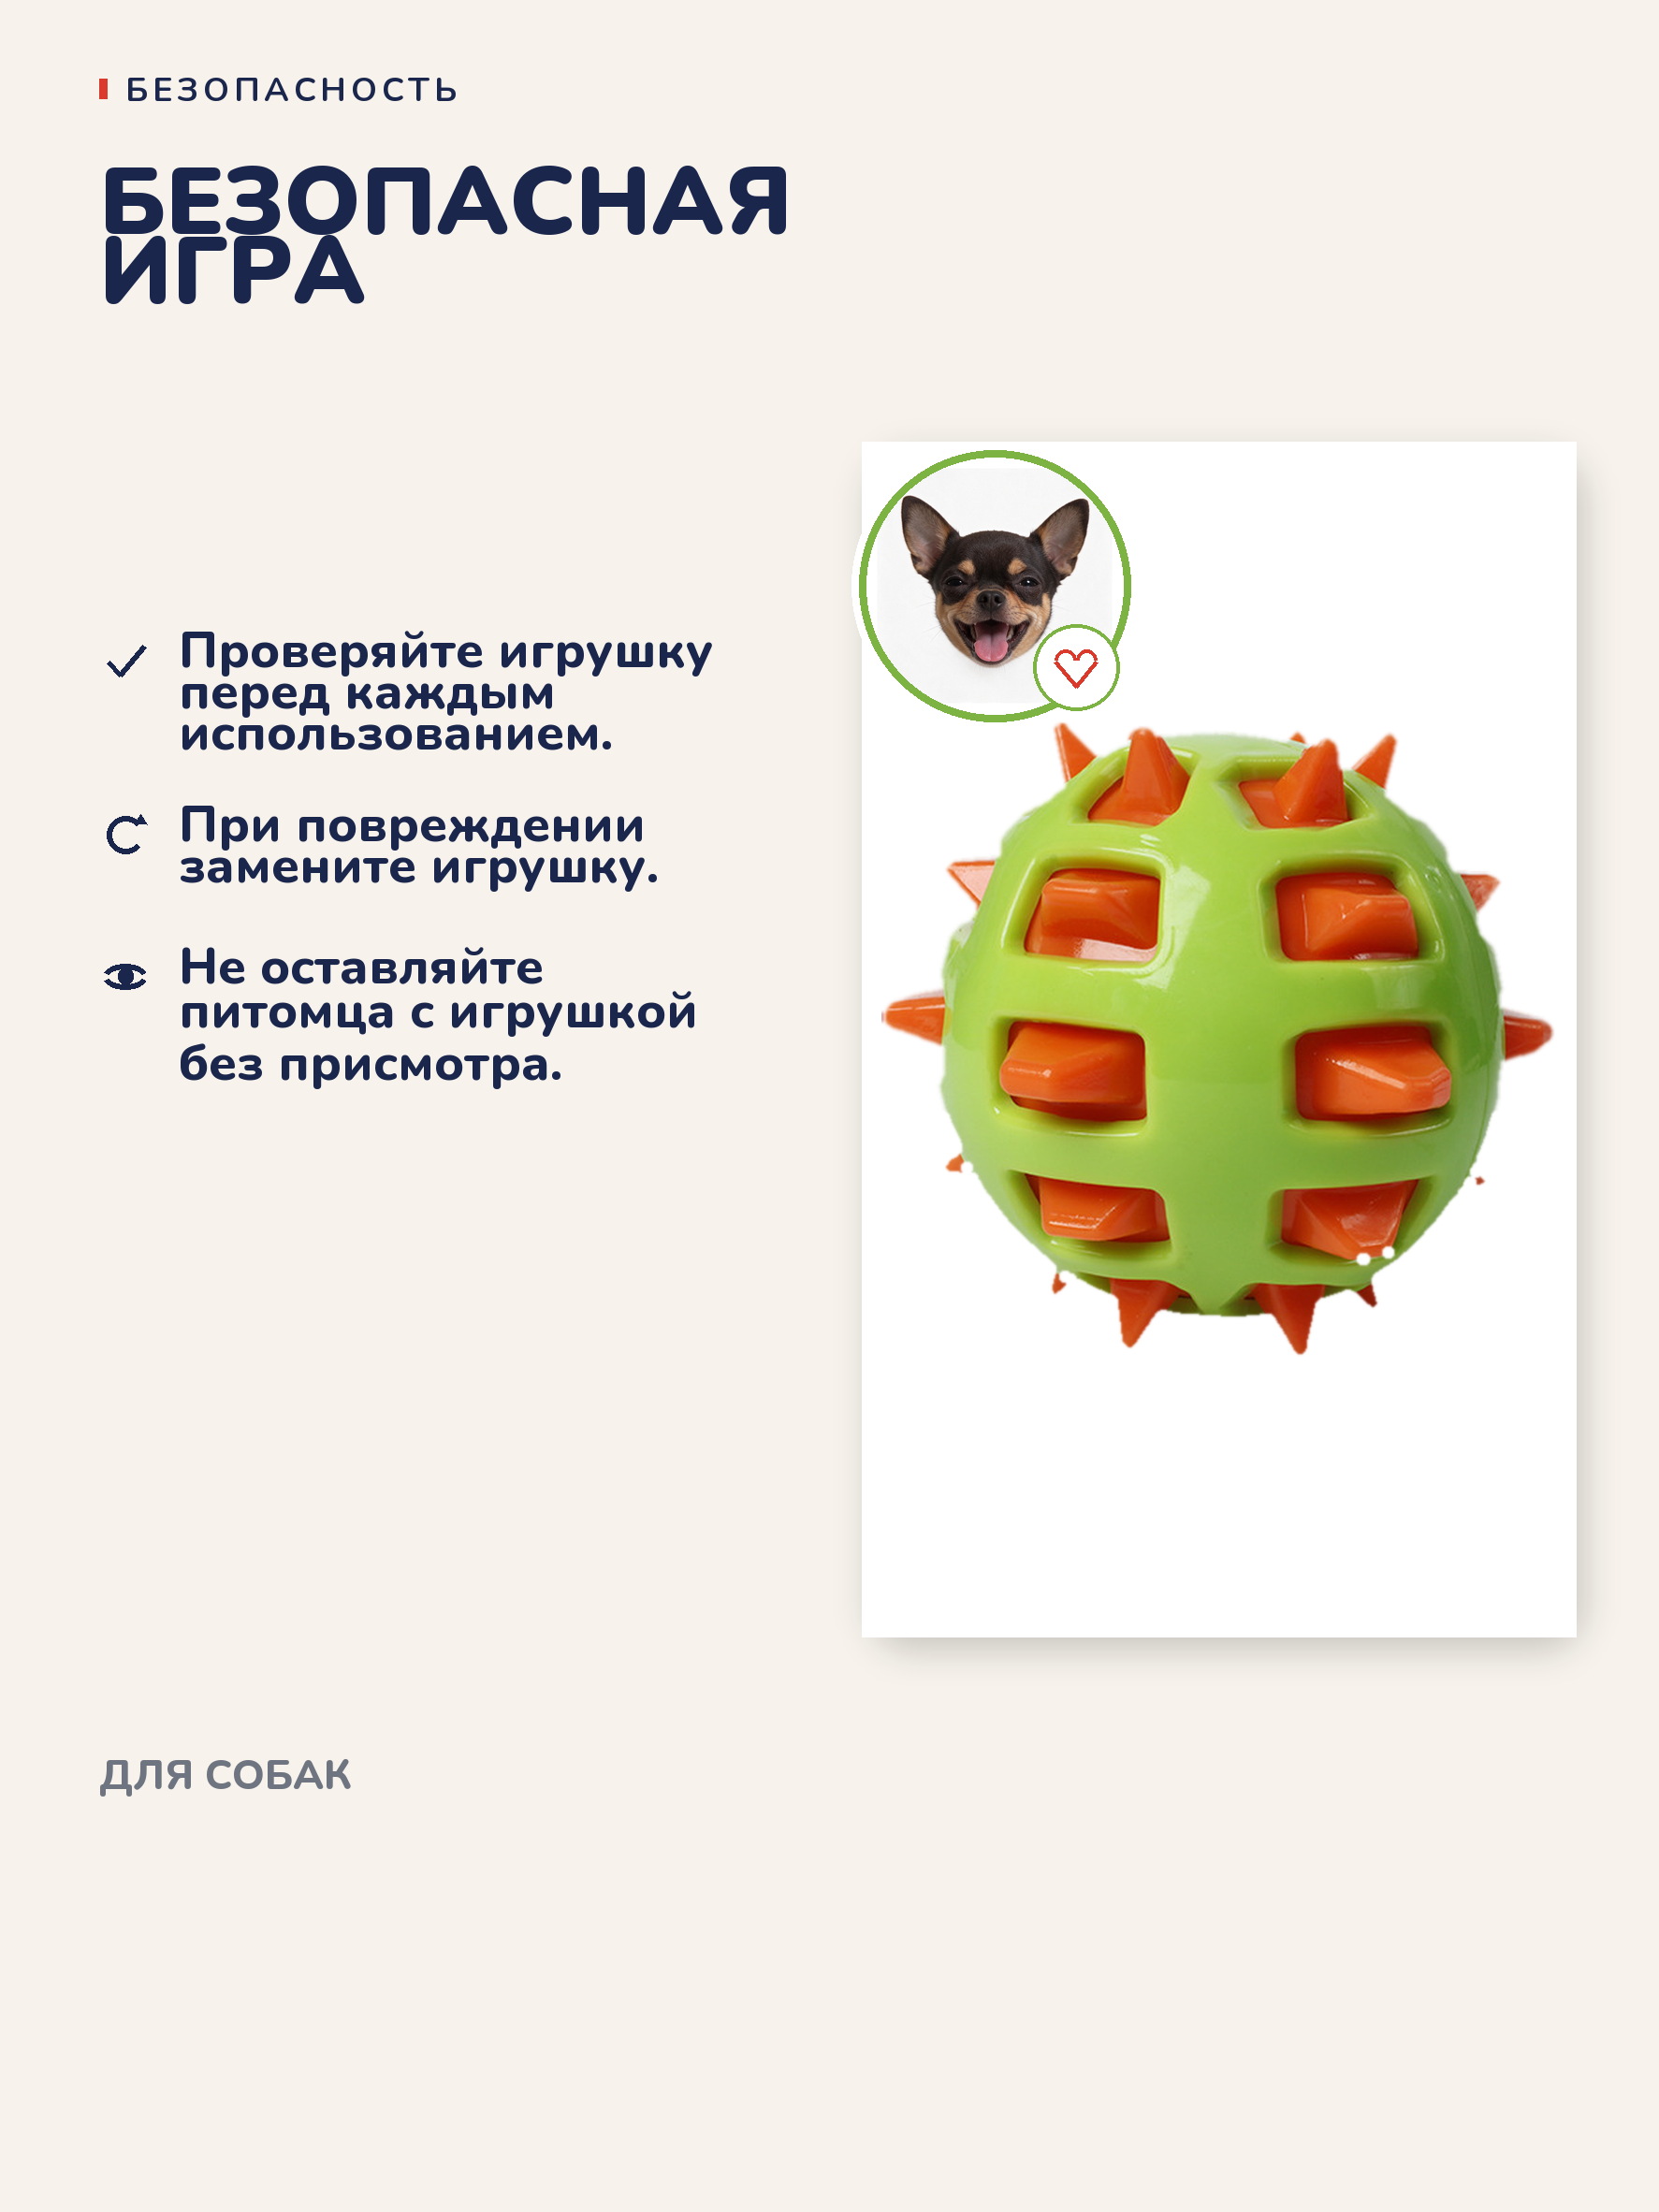 БЕЗОПАСНОСТЬ
БЕЗОПАСНАЯ
ИГРА
Проверяйте игрушку
перед каждым
использованием.
При повреждении
замените игрушку.
Не оставляйте
питомца с игрушкой
без присмотра.
ДЛЯ СОБАК